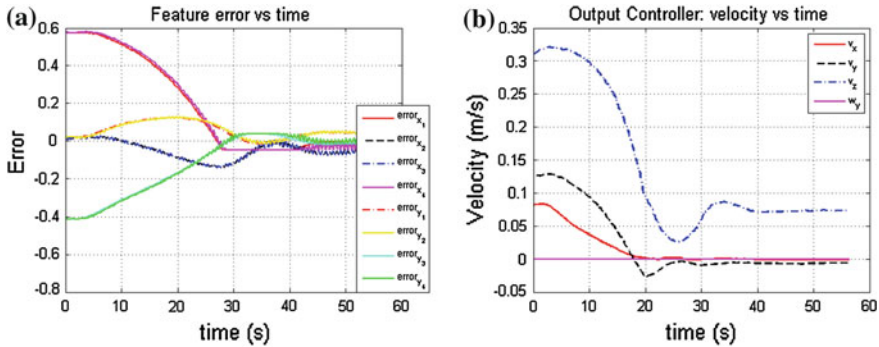 (a)
Feature error vs time
0.6
0.4
0.2
0
-0.2
-0.4
-0.6
-0.8
Error
0 10 20 30 40 50 60
time (s)
error_x₁
error_x₂
error_x₃
error_x₄
error_y₁
error_y₂
error_y₃
error_y₄
(b)
Output Controller: velocity vs time
0.35
0.3
0.25
0.2
0.15
0.1
0.05
0
-0.05
Velocity (m/s)
0 10 20 30 40 50 60
time (s)
v_x
v_y
v_z
w_y